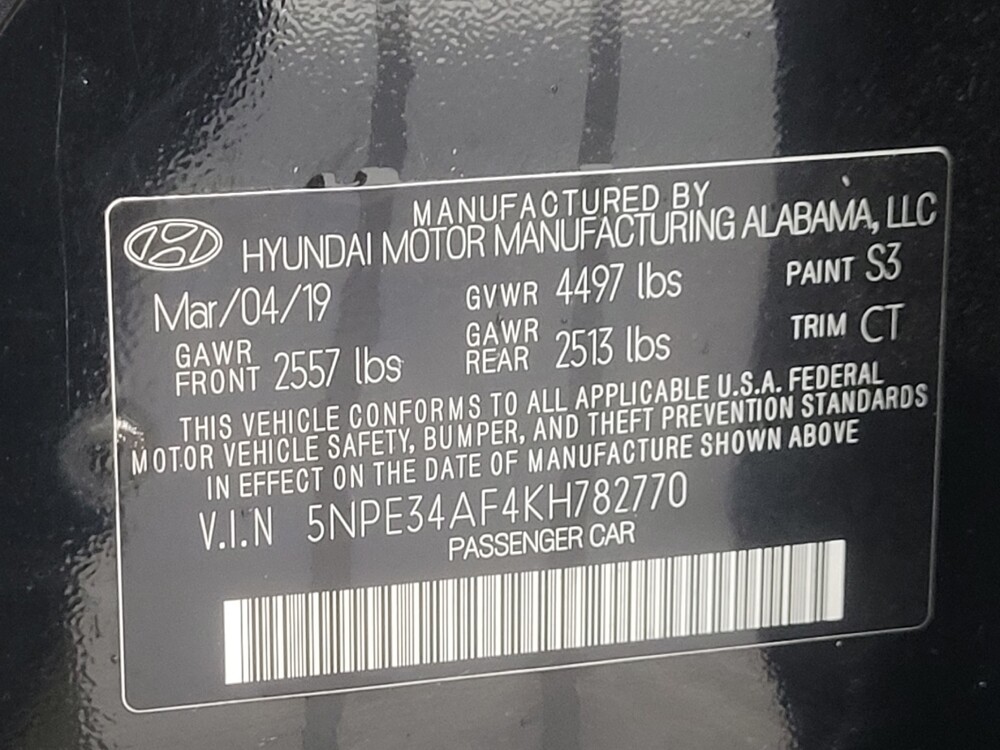 MANUFACTURED BY
HYUNDAI MOTOR MANUFACTURING ALABAMA, LLC
Mar/04/19 GVWR 4497 lbs PAINT S3
GAWR FRONT 2557 lbs GAWR REAR 2513 lbs TRIM CT
THIS VEHICLE CONFORMS TO ALL APPLICABLE U.S.A. FEDERAL
MOTOR VEHICLE SAFETY, BUMPER, AND THEFT PREVENTION STANDARDS
IN EFFECT ON THE DATE OF MANUFACTURE SHOWN ABOVE
V.I.N 5NPE34AF4KH782770
PASSENGER CAR